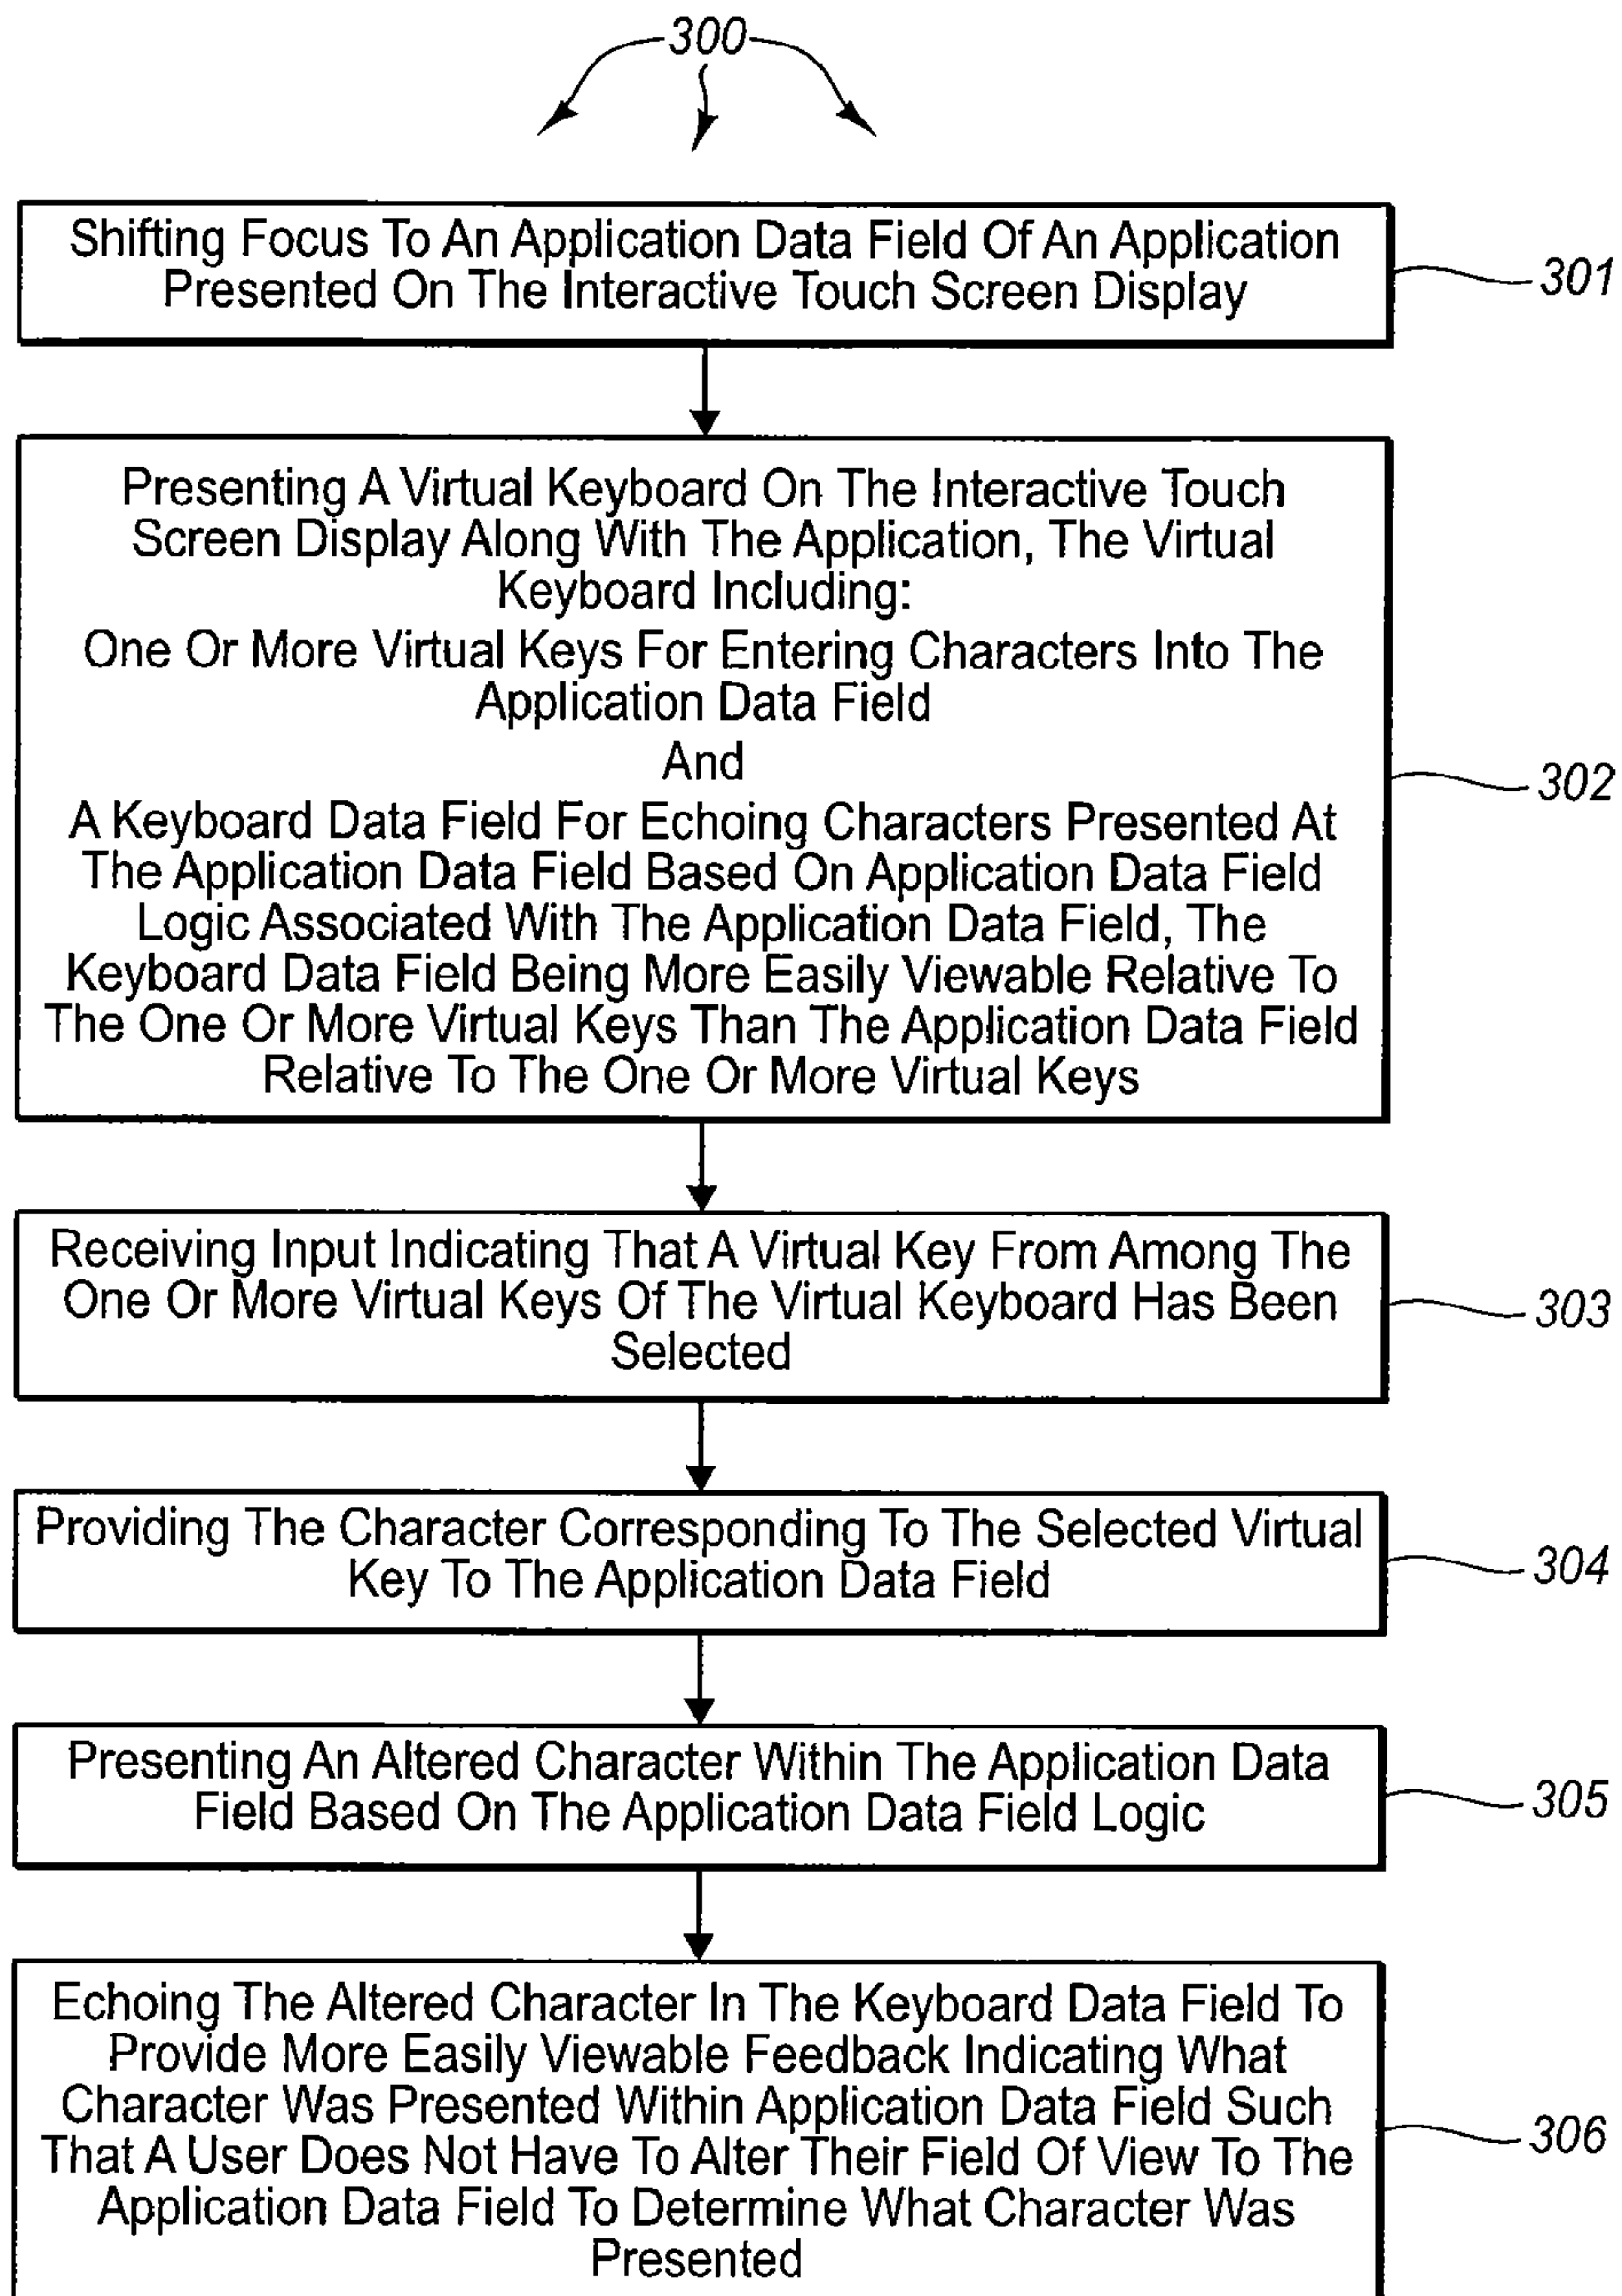 300
Shifting Focus To An Application Data Field Of An Application
Presented On The Interactive Touch Screen Display
301
Presenting A Virtual Keyboard On The Interactive Touch
Screen Display Along With The Application, The Virtual
Keyboard Including:
One Or More Virtual Keys For Entering Characters Into The
Application Data Field
And
A Keyboard Data Field For Echoing Characters Presented At
The Application Data Field Based On Application Data Field
Logic Associated With The Application Data Field, The
Keyboard Data Field Being More Easily Viewable Relative To
The One Or More Virtual Keys Than The Application Data Field
Relative To The One Or More Virtual Keys
302
Receiving Input Indicating That A Virtual Key From Among The
One Or More Virtual Keys Of The Virtual Keyboard Has Been
Selected
303
Providing The Character Corresponding To The Selected Virtual
Key To The Application Data Field
304
Presenting An Altered Character Within The Application Data
Field Based On The Application Data Field Logic
305
Echoing The Altered Character In The Keyboard Data Field To
Provide More Easily Viewable Feedback Indicating What
Character Was Presented Within Application Data Field Such
That A User Does Not Have To Alter Their Field Of View To The
Application Data Field To Determine What Character Was
Presented
306